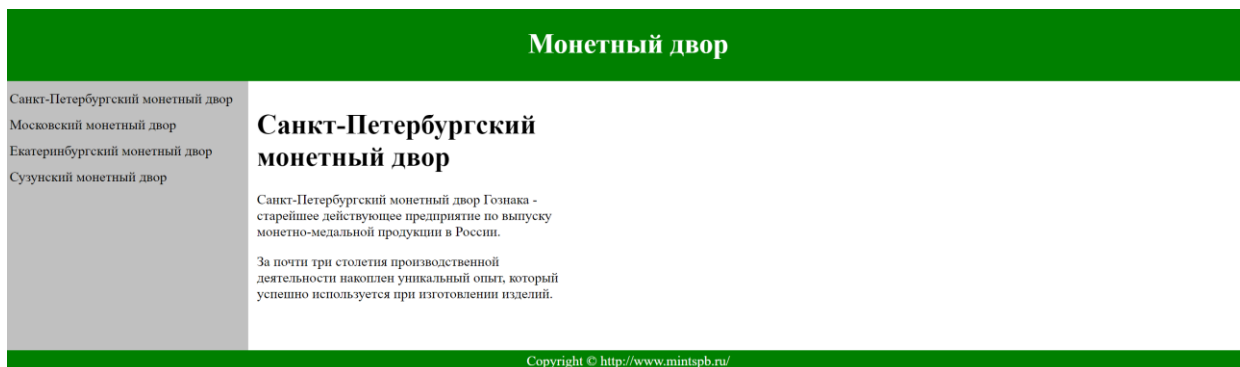 Монетный двор
Санкт-Петербургский монетный двор
Московский монетный двор
Екатеринбургский монетный двор
Сузунский монетный двор
Санкт-Петербургский
монетный двор
Санкт-Петербургский монетный двор Гознака -
старейшее действующее предприятие по выпуску
монетно-медальной продукции в России.
За почти три столетия производственной
деятельности накоплен уникальный опыт, который
успешно используется при изготовлении изделий.
Copyright © http://www.mintspb.ru/